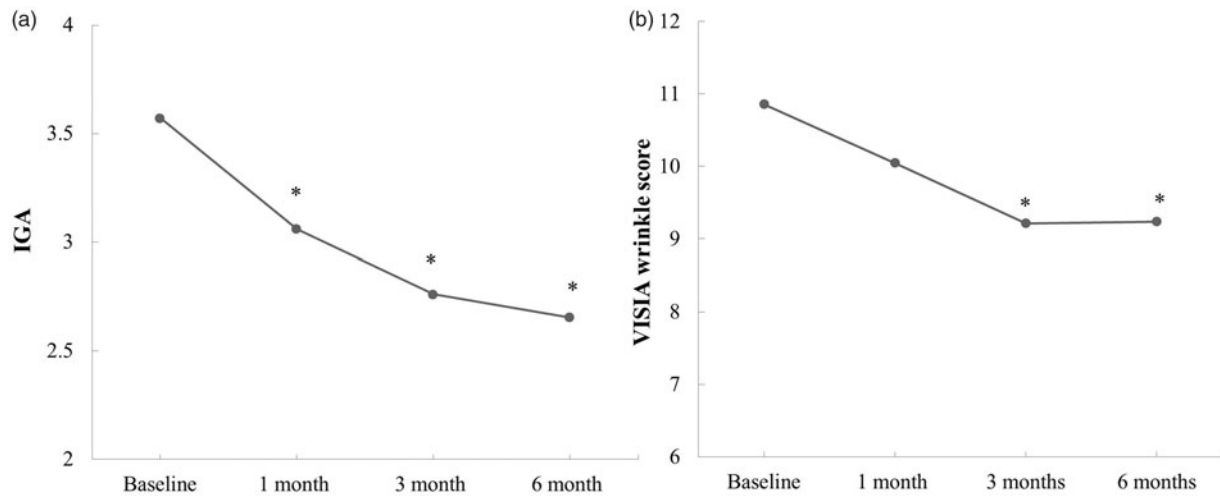 (a)
4
3.5
3
2.5
2
IGA
*
*
*
Baseline 1 month 3 month 6 month
(b)
12
11
10
9
8
7
6
VISIA wrinkle score
*
*
Baseline 1 month 3 months 6 months